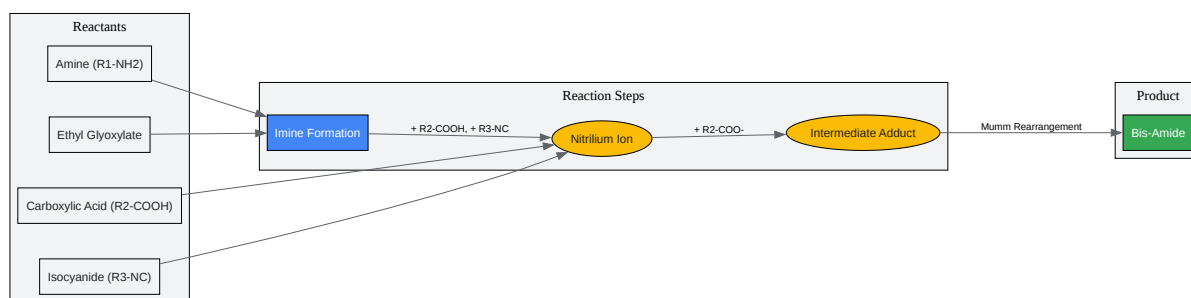 Reactants
Amine (R1-NH2)
Ethyl Glyoxylate
Carboxylic Acid (R2-COOH)
Isocyanide (R3-NC)
Reaction Steps
Imine Formation
+ R2-COOH, + R3-NC
Nitrilium Ion
+ R2-COO-
Intermediate Adduct
Mumm Rearrangement
Product
Bis-Amide